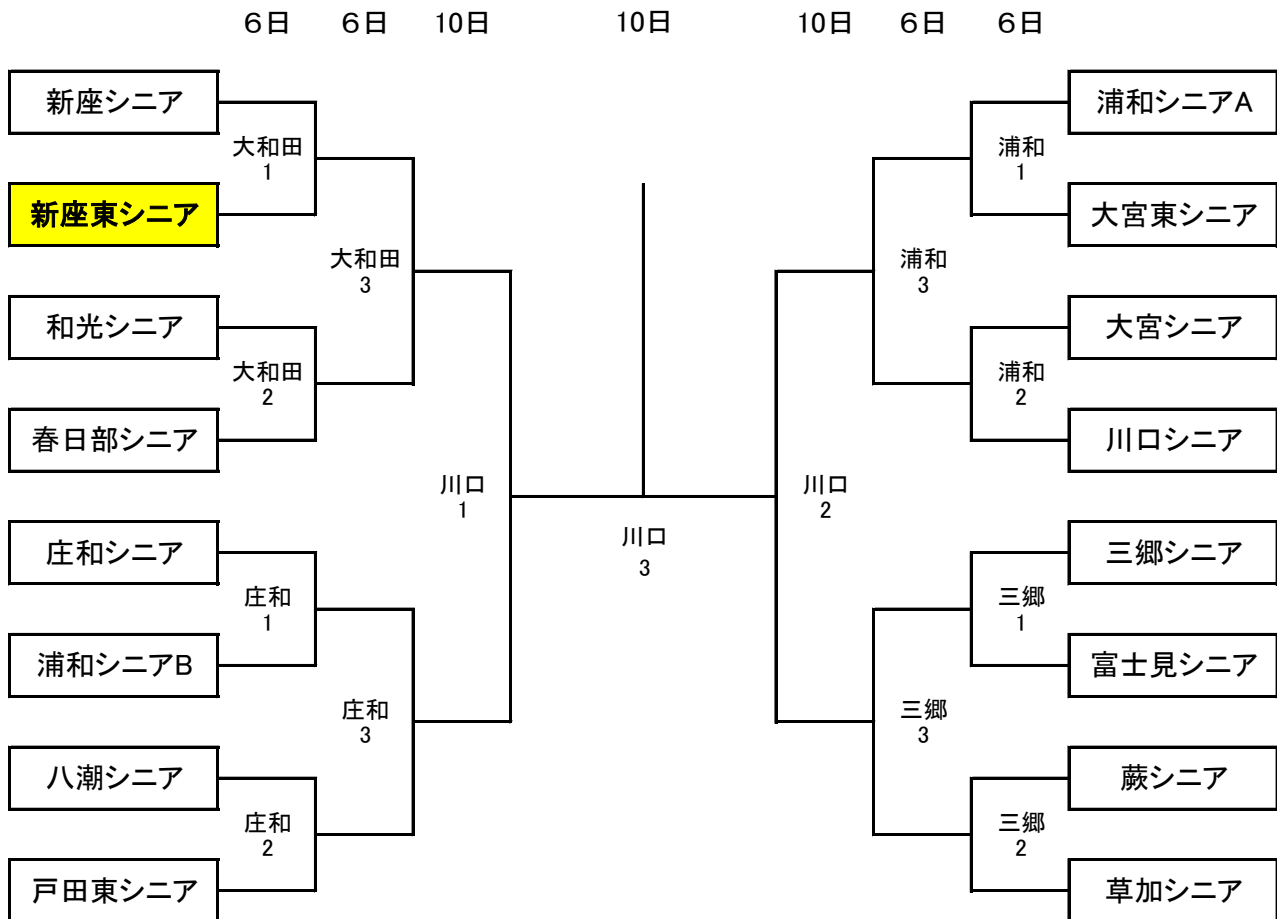 ６日 ６日 10日 10日 10日 ６日 ６日
新座シニア
大和田
1
新座東シニア
大和田
3
和光シニア
大和田
2
春日部シニア
川口
1
庄和シニア
庄和
1
浦和シニアB
庄和
3
八潮シニア
庄和
2
戸田東シニア
川口
3
浦和シニアA
浦和
1
大宮東シニア
浦和
3
大宮シニア
浦和
2
川口シニア
川口
2
三郷シニア
三郷
1
富士見シニア
三郷
3
蕨シニア
三郷
2
草加シニア